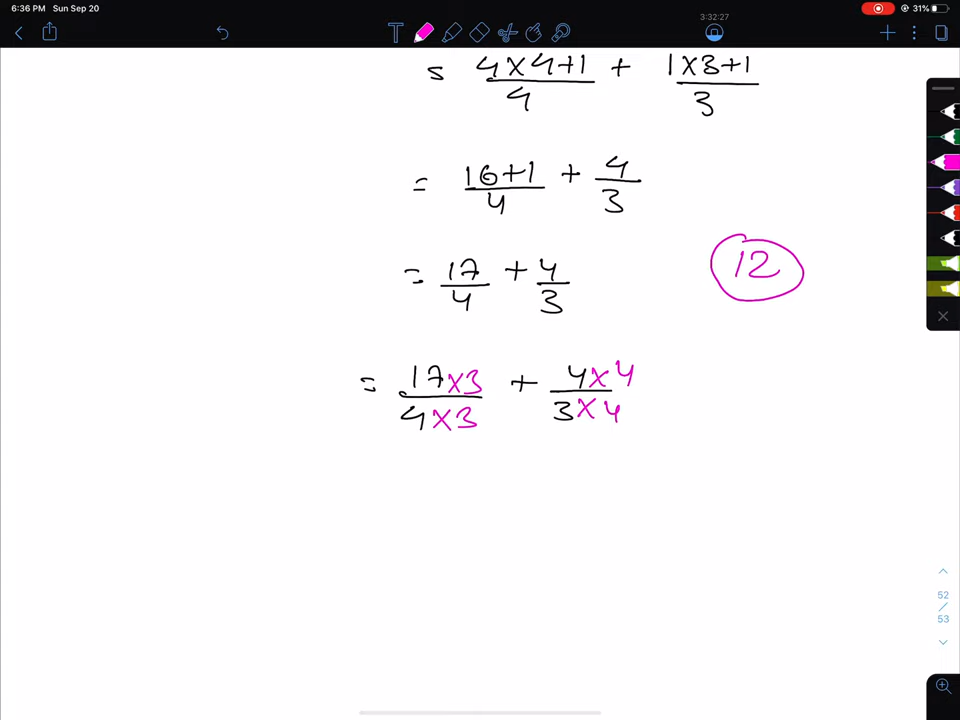 6:36 PM Sun Sep 20
31%
3:32:27
= 4×4+1/4 + 1×3+1/3
= 16+1/4 + 4/3
12
= 17/4 + 4/3
= 17×3/4×3 + 4×4/3×4
52
/
53